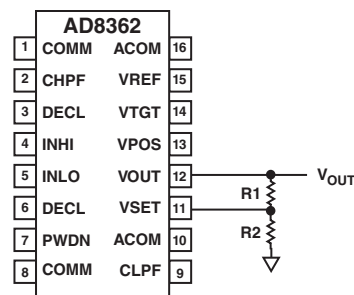 AD8362
1 COMM ACOM 16
2 CHPF VREF 15
3 DECL VTGT 14
4 INHI VPOS 13
5 INLO VOUT 12 VOUT
R1
6 DECL VSET 11
R2
7 PWDN ACOM 10
8 COMM CLPF 9